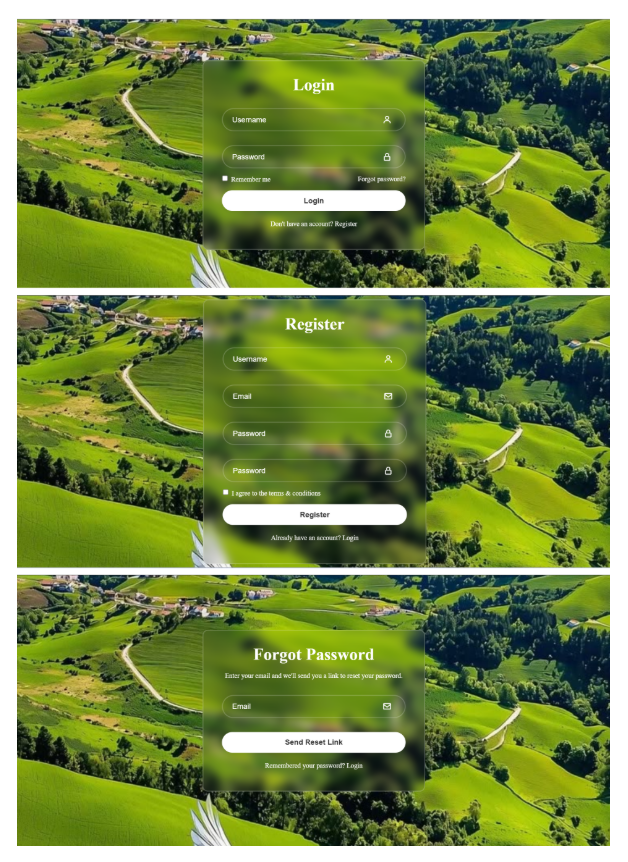 Login
Username
Password
Remember me Forgot password?
Login
Don't have an account? Register
Register
Username
Email
Password
Password
I agree to the terms & conditions
Register
Already have an account? Login
Forgot Password
Enter your email and we'll send you a link to reset your password.
Email
Send Reset Link
Remembered your password? Login